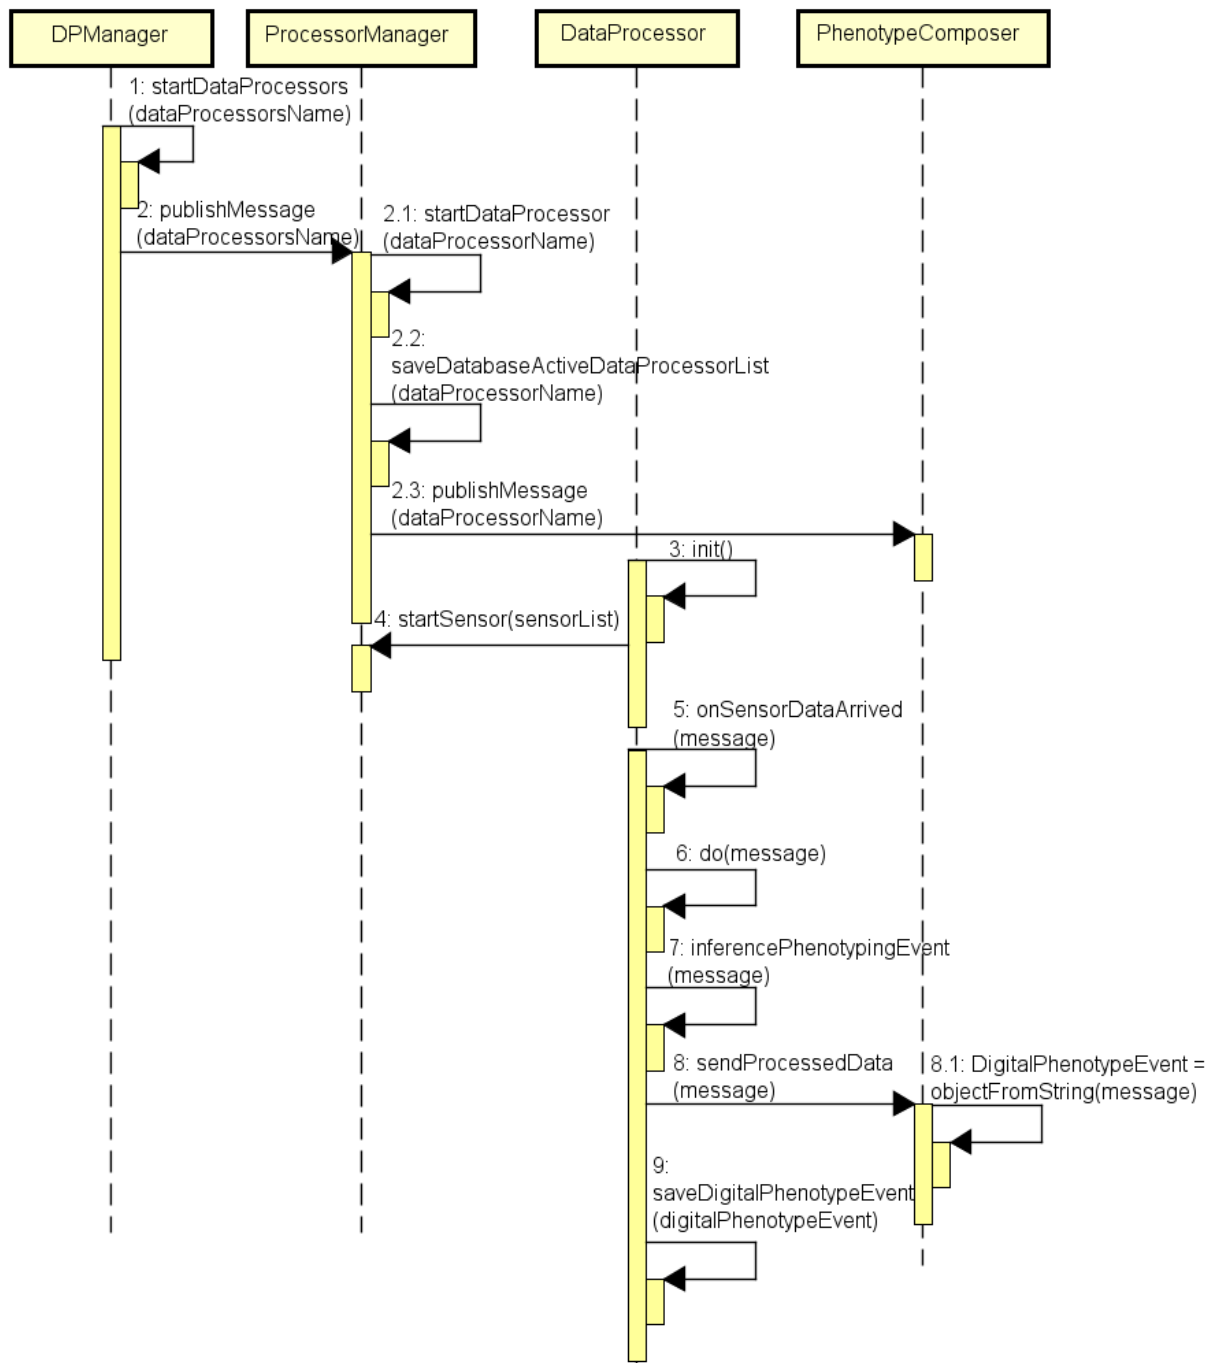 DPManager
ProcessorManager
DataProcessor
PhenotypeComposer
1: startDataProcessors
(dataProcessorsName)
2: publishMessage
(dataProcessorsName)
2.1: startDataProcessor
(dataProcessorName)
2.2:
saveDatabaseActiveDataProcessorList
(dataProcessorName)
2.3: publishMessage
(dataProcessorName)
3: init()
4: startSensor(sensorList)
5: onSensorDataArrived
(message)
6: do(message)
7: inferencePhenotypingEvent
(message)
8: sendProcessedData
(message)
8.1: DigitalPhenotypeEvent =
objectFromString(message)
9:
saveDigitalPhenotypeEvent
(digitalPhenotypeEvent)